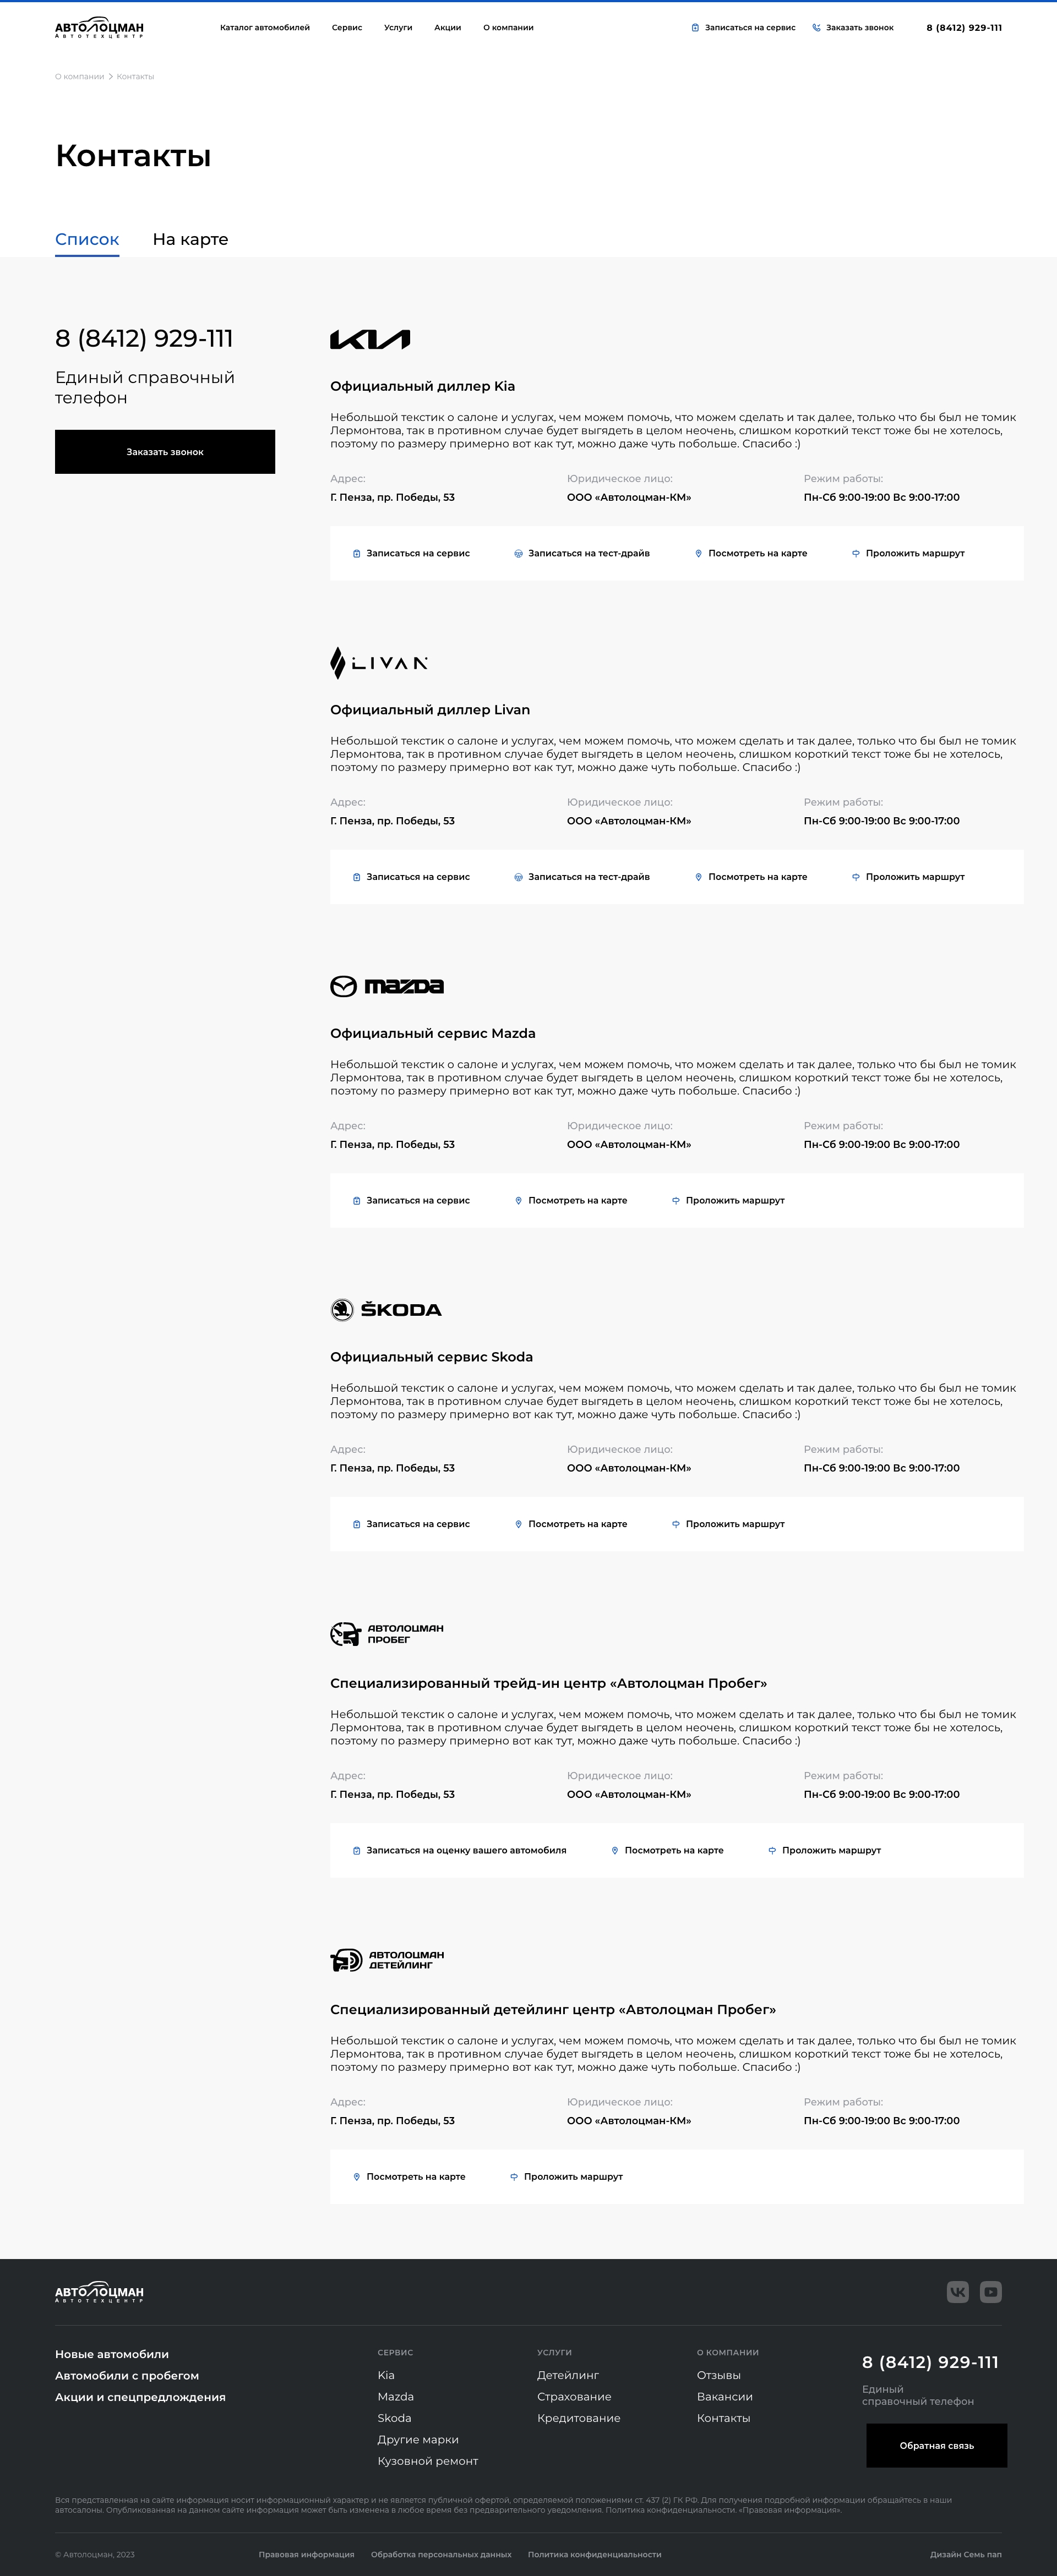 АВТОЛОЦМАН
АВТОТЕХЦЕНТР
Каталог автомобилей
Сервис
Услуги
Акции
О компании
Записаться на сервис
Заказать звонок
8 (8412) 929-111
О компании
Контакты
Контакты
Список
На карте
8 (8412) 929-111
Единый справочный
телефон
Заказать звонок
KIA
Официальный диллер Kia
Небольшой текстик о салоне и услугах, чем можем помочь, что можем сделать и так далее, только что бы был не томик
Лермонтова, так в противном случае будет выгядеть в целом неочень, слишком короткий текст тоже бы не хотелось,
поэтому по размеру примерно вот как тут, можно даже чуть побольше. Спасибо :)
Адрес:
Г. Пенза, пр. Победы, 53
Юридическое лицо:
ООО «Автолоцман-КМ»
Режим работы:
Пн-Сб 9:00-19:00 Вс 9:00-17:00
Записаться на сервис
Записаться на тест-драйв
Посмотреть на карте
Проложить маршрут
LIVAN
Официальный диллер Livan
Небольшой текстик о салоне и услугах, чем можем помочь, что можем сделать и так далее, только что бы был не томик
Лермонтова, так в противном случае будет выгядеть в целом неочень, слишком короткий текст тоже бы не хотелось,
поэтому по размеру примерно вот как тут, можно даже чуть побольше. Спасибо :)
Адрес:
Г. Пенза, пр. Победы, 53
Юридическое лицо:
ООО «Автолоцман-КМ»
Режим работы:
Пн-Сб 9:00-19:00 Вс 9:00-17:00
Записаться на сервис
Записаться на тест-драйв
Посмотреть на карте
Проложить маршрут
mazda
Официальный сервис Mazda
Небольшой текстик о салоне и услугах, чем можем помочь, что можем сделать и так далее, только что бы был не томик
Лермонтова, так в противном случае будет выгядеть в целом неочень, слишком короткий текст тоже бы не хотелось,
поэтому по размеру примерно вот как тут, можно даже чуть побольше. Спасибо :)
Адрес:
Г. Пенза, пр. Победы, 53
Юридическое лицо:
ООО «Автолоцман-КМ»
Режим работы:
Пн-Сб 9:00-19:00 Вс 9:00-17:00
Записаться на сервис
Посмотреть на карте
Проложить маршрут
ŠKODA
Официальный сервис Skoda
Небольшой текстик о салоне и услугах, чем можем помочь, что можем сделать и так далее, только что бы был не томик
Лермонтова, так в противном случае будет выгядеть в целом неочень, слишком короткий текст тоже бы не хотелось,
поэтому по размеру примерно вот как тут, можно даже чуть побольше. Спасибо :)
Адрес:
Г. Пенза, пр. Победы, 53
Юридическое лицо:
ООО «Автолоцман-КМ»
Режим работы:
Пн-Сб 9:00-19:00 Вс 9:00-17:00
Записаться на сервис
Посмотреть на карте
Проложить маршрут
АВТОЛОЦМАН
ПРОБЕГ
Специализированный трейд-ин центр «Автолоцман Пробег»
Небольшой текстик о салоне и услугах, чем можем помочь, что можем сделать и так далее, только что бы был не томик
Лермонтова, так в противном случае будет выгядеть в целом неочень, слишком короткий текст тоже бы не хотелось,
поэтому по размеру примерно вот как тут, можно даже чуть побольше. Спасибо :)
Адрес:
Г. Пенза, пр. Победы, 53
Юридическое лицо:
ООО «Автолоцман-КМ»
Режим работы:
Пн-Сб 9:00-19:00 Вс 9:00-17:00
Записаться на оценку вашего автомобиля
Посмотреть на карте
Проложить маршрут
АВТОЛОЦМАН
ДЕТЕЙЛИНГ
Специализированный детейлинг центр «Автолоцман Пробег»
Небольшой текстик о салоне и услугах, чем можем помочь, что можем сделать и так далее, только что бы был не томик
Лермонтова, так в противном случае будет выгядеть в целом неочень, слишком короткий текст тоже бы не хотелось,
поэтому по размеру примерно вот как тут, можно даже чуть побольше. Спасибо :)
Адрес:
Г. Пенза, пр. Победы, 53
Юридическое лицо:
ООО «Автолоцман-КМ»
Режим работы:
Пн-Сб 9:00-19:00 Вс 9:00-17:00
Посмотреть на карте
Проложить маршрут
АВТОЛОЦМАН
АВТОТЕХЦЕНТР
Новые автомобили
Автомобили с пробегом
Акции и спецпредлождения
СЕРВИС
Kia
Mazda
Skoda
Другие марки
Кузовной ремонт
УСЛУГИ
Детейлинг
Страхование
Кредитование
О КОМПАНИИ
Отзывы
Вакансии
Контакты
8 (8412) 929-111
Единый
справочный телефон
Обратная связь
Вся представленная на сайте информация носит информационный характер и не является публичной офертой, определяемой положениями ст. 437 (2) ГК РФ. Для получения подробной информации обращайтесь в наши
автосалоны. Опубликованная на данном сайте информация может быть изменена в любое время без предварительного уведомления. Политика конфиденциальности. «Правовая информация».
© Автолоцман, 2023
Правовая информация
Обработка персональных данных
Политика конфиденциальности
Дизайн Семь пап